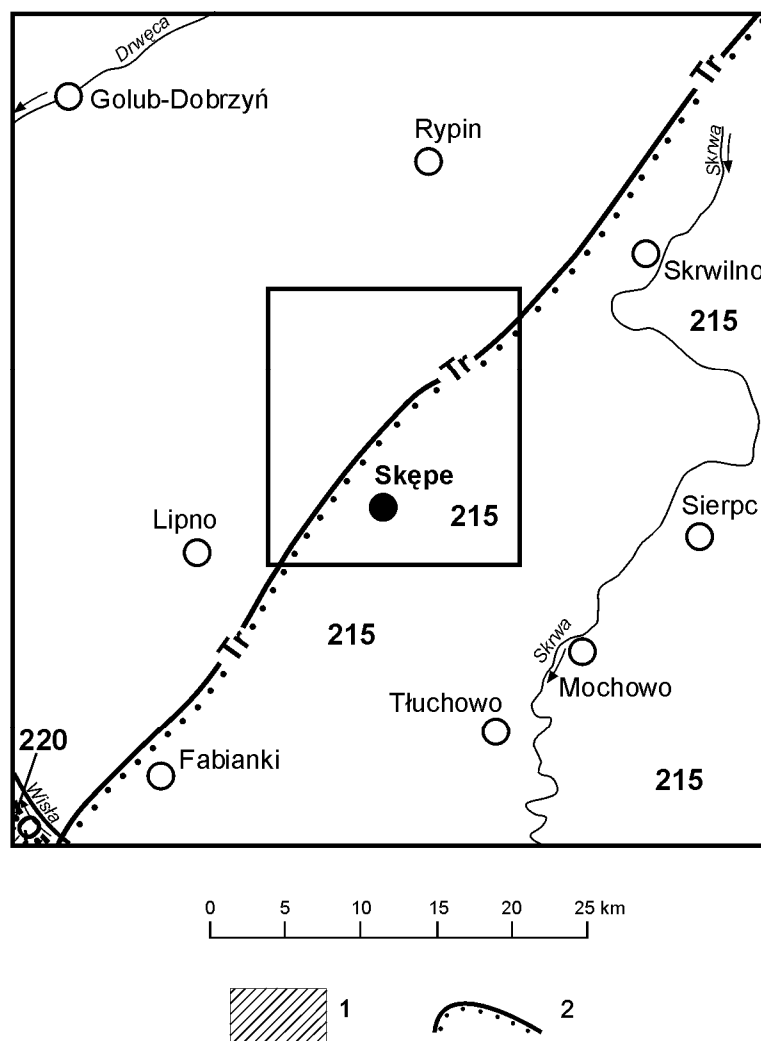 Drwęca
Golub-Dobrzyń
Rypin
Tr
Skrwa
Skrwilno
215
Tr
Skępe
215
Lipno
Sierpc
215
Tr
Skrwa
Mochowo
Tłuchowo
220
Fabianki
215
Wisła
0 5 10 15 20 25 km
1 2